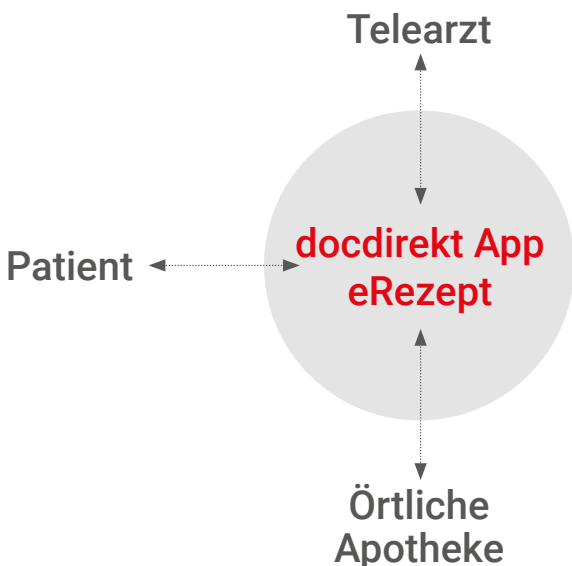 Telearzt
docdirekt App
eRezept
Patient
Örtliche
Apotheke